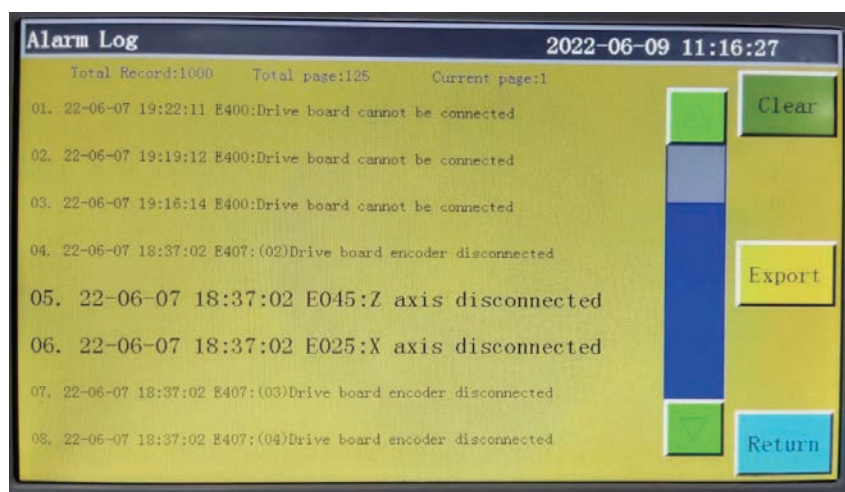 Alarm Log
2022-06-09 11:16:27
Total Record:1000 Total page:125 Current page:1
01. 22-06-07 19:22:11 E400:Drive board cannot be connected
02. 22-06-07 19:19:12 E400:Drive board cannot be connected
03. 22-06-07 19:16:14 E400:Drive board cannot be connected
04. 22-06-07 18:37:02 E407:(02)Drive board encoder disconnected
05. 22-06-07 18:37:02 E045:Z axis disconnected
06. 22-06-07 18:37:02 E025:X axis disconnected
07. 22-06-07 18:37:02 E407:(03)Drive board encoder disconnected
08. 22-06-07 18:37:02 E407:(04)Drive board encoder disconnected
Clear
Export
Return